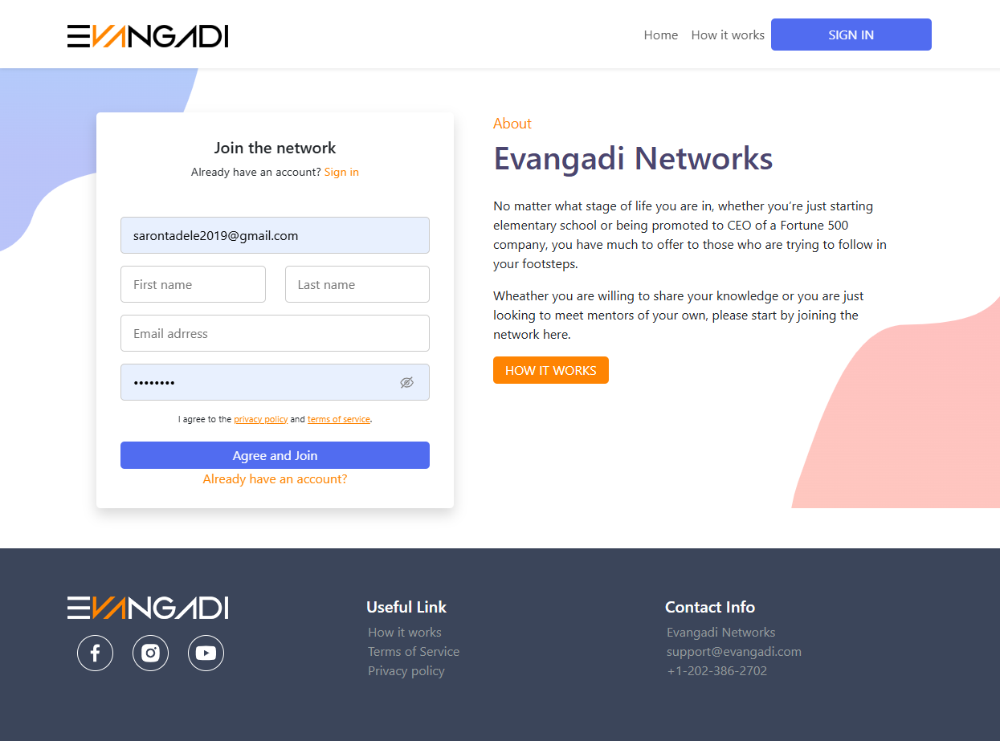 EVANGADI
Home How it works SIGN IN
Join the network
Already have an account? Sign in
sarontadele2019@gmail.com
First name Last name
Email adrress
••••••••
I agree to the privacy policy and terms of service.
Agree and Join
Already have an account?
About
Evangadi Networks
No matter what stage of life you are in, whether you’re just starting
elementary school or being promoted to CEO of a Fortune 500
company, you have much to offer to those who are trying to follow in
your footsteps.
Wheather you are willing to share your knowledge or you are just
looking to meet mentors of your own, please start by joining the
network here.
HOW IT WORKS
EVANGADI
Useful Link
How it works
Terms of Service
Privacy policy
Contact Info
Evangadi Networks
support@evangadi.com
+1-202-386-2702